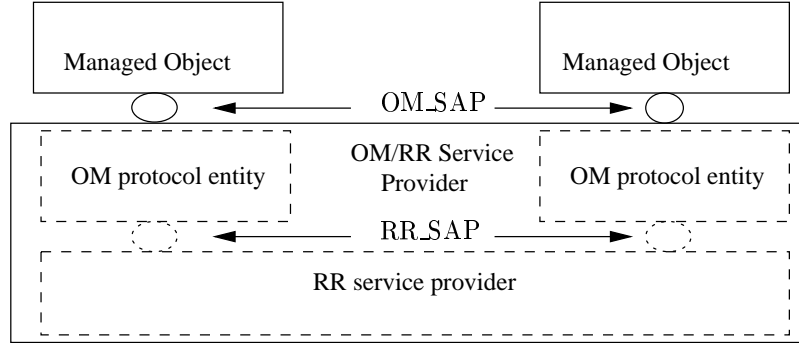 Managed Object
Managed Object
OM_SAP
OM/RR Service
Provider
OM protocol entity
OM protocol entity
RR_SAP
RR service provider